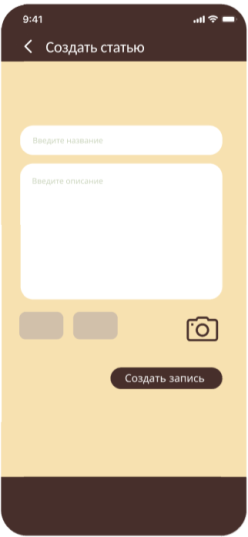 9:41
Создать статью
Введите название
Введите описание
Создать запись